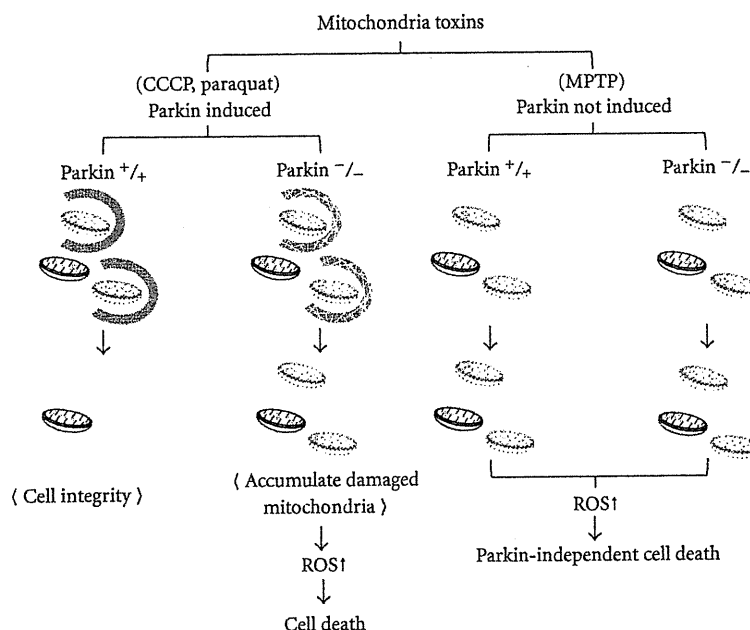 Mitochondria toxins
(CCCP, paraquat)
Parkin induced
(MPTP)
Parkin not induced
Parkin +/+
Parkin −/−
Parkin +/+
Parkin −/−
⟨ Cell integrity ⟩
⟨ Accumulate damaged
mitochondria ⟩
ROS↑
Cell death
ROS↑
Parkin-independent cell death